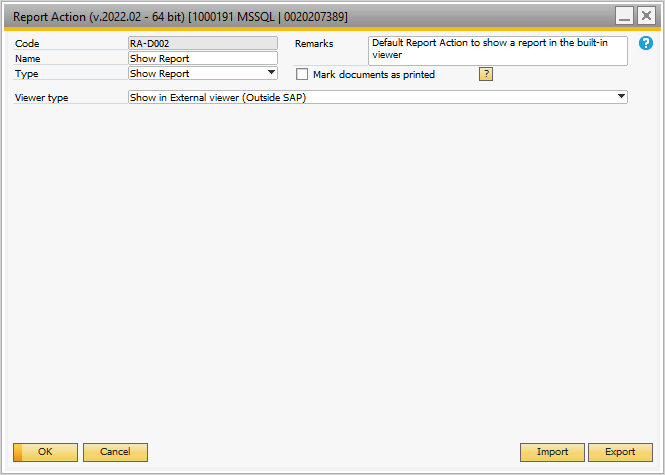 Report Action (v.2022.02 - 64 bit) [1000191 MSSQL | 0020207389]
Code RA-D002
Name Show Report
Type Show Report
Remarks Default Report Action to show a report in the built-in
viewer
Mark documents as printed ?
?
Viewer type Show in External viewer (Outside SAP)
OK Cancel Import Export